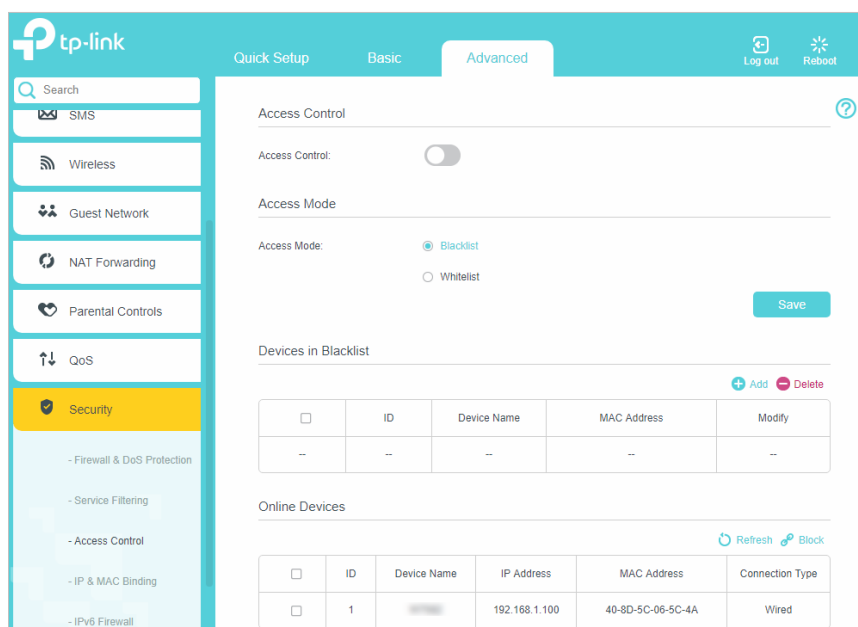 tp-link
Quick Setup Basic Advanced Log out Reboot
Search
SMS
Wireless
Guest Network
NAT Forwarding
Parental Controls
QoS
Security
- Firewall & DoS Protection
- Service Filtering
- Access Control
- IP & MAC Binding
- IPv6 Firewall
?
Access Control
Access Control:
Access Mode
Access Mode: Blacklist
Whitelist
Save
Devices in Blacklist
Add Delete
ID Device Name MAC Address Modify
-- -- -- -- --
Online Devices
Refresh Block
ID Device Name IP Address MAC Address Connection Type
1 192.168.1.100 40-8D-5C-06-5C-4A Wired